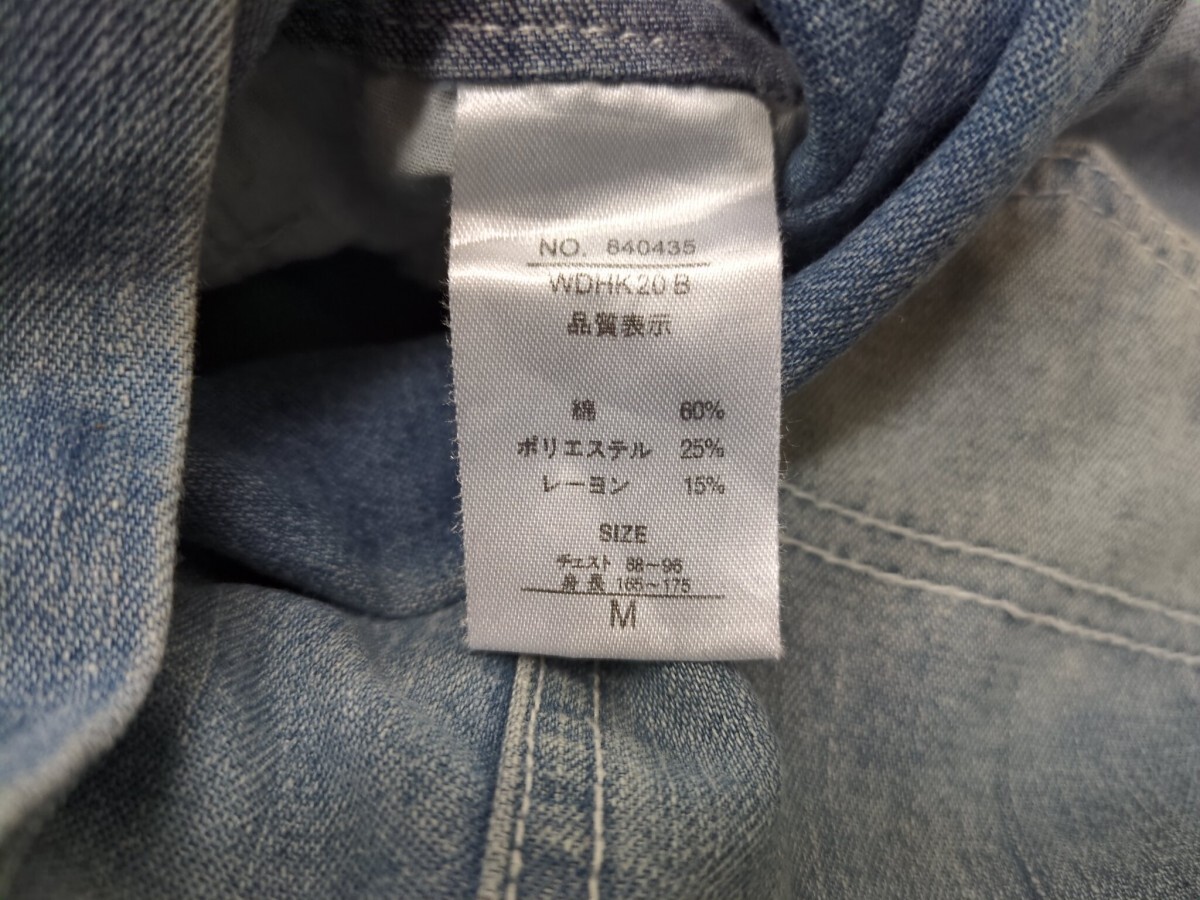 NO. 840435
WDHK20B
品質表示
綿 60%
ポリエステル 25%
レーヨン 15%
SIZE
チェスト 88~96
身長 165~175
M